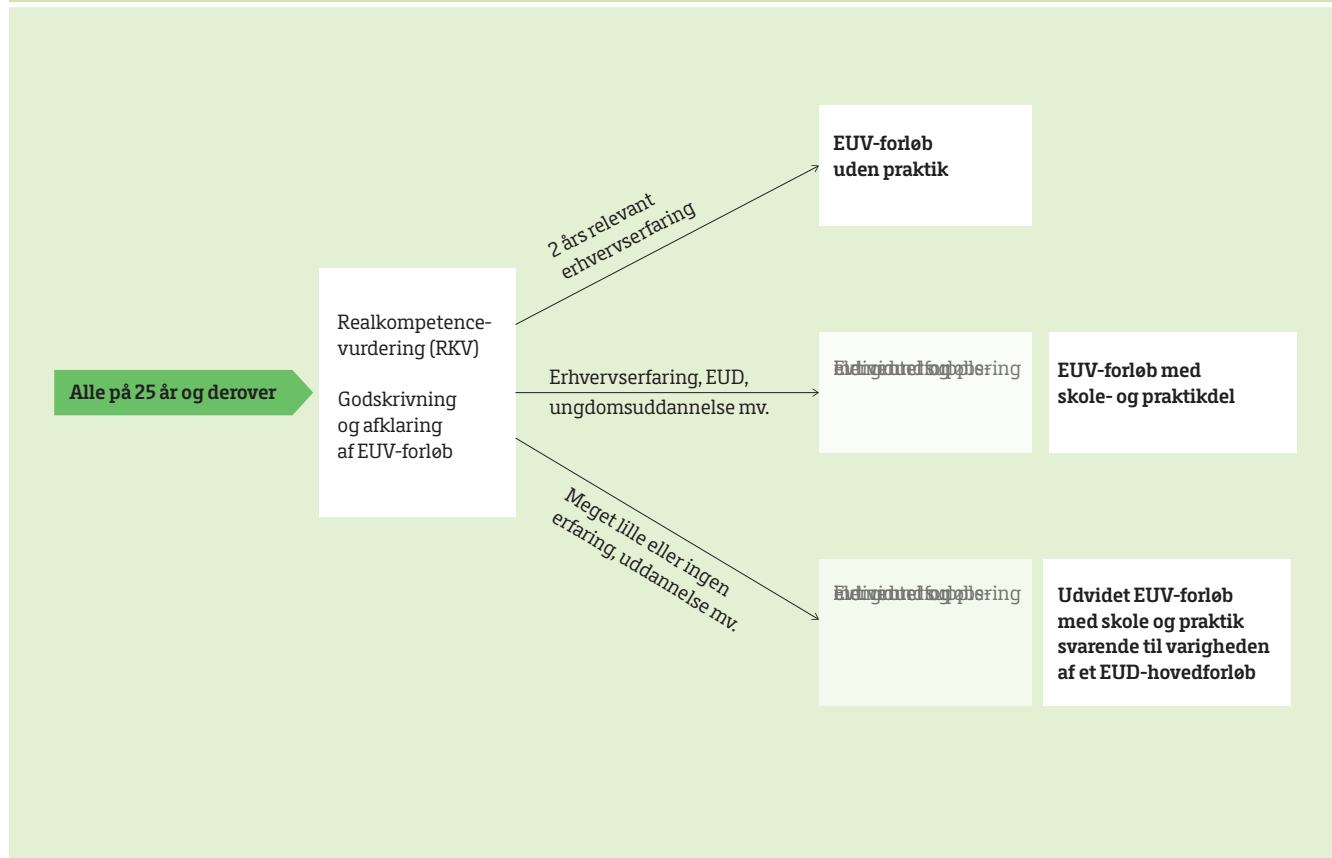 Alle på 25 år og derover
Realkompetence-
vurdering (RKV)
Godskrivning
og afklaring
af EUV-forløb
2 års relevant
erhvervserfaring
EUV-forløb
uden praktik
Erhvervserfaring, EUD,
ungdomsuddannelse mv.
EUV-forløb med
skole- og praktikdel
Meget lille eller ingen
erfaring, uddannelse mv.
Udvidet EUV-forløb
med skole og praktik
svarende til varigheden
af et EUD-hovedforløb